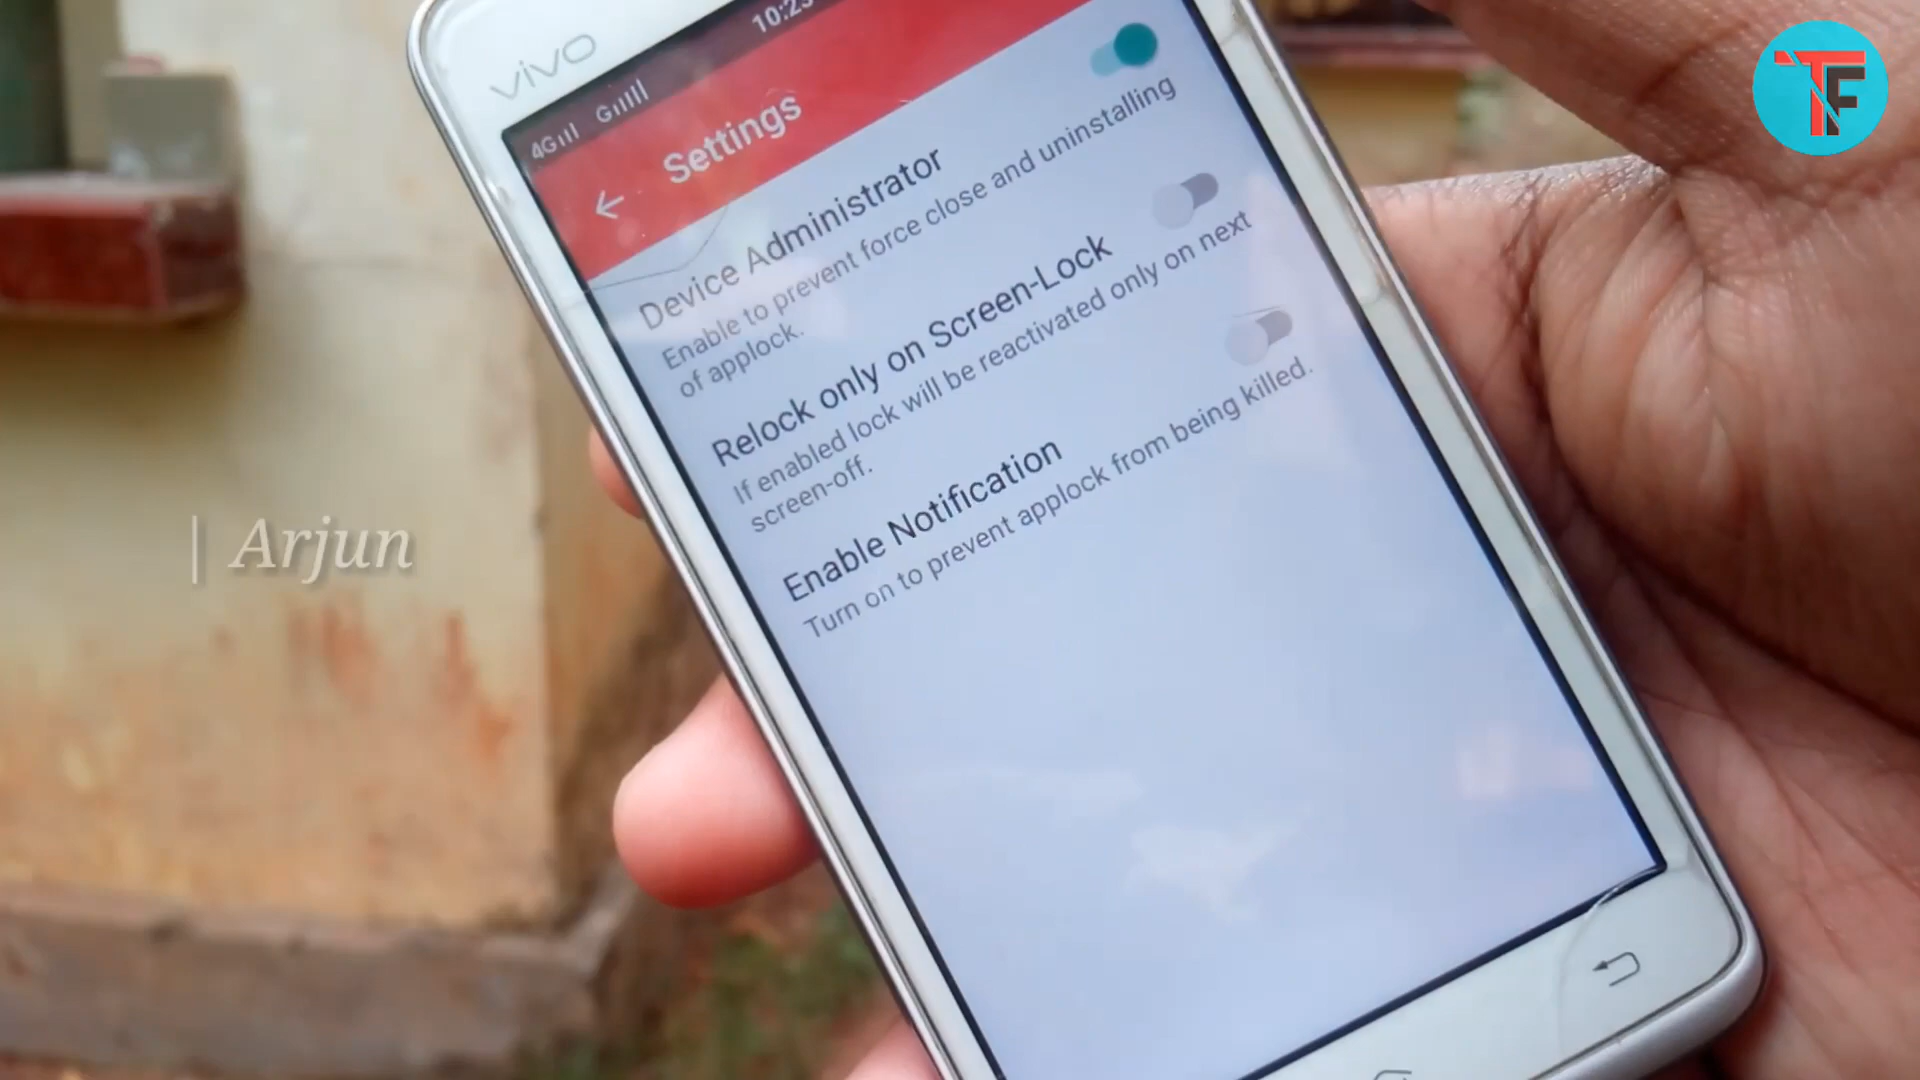 vivo
10:23
4G
G
Settings
Device Administrator
Enable to prevent force close and uninstalling
of applock.
Relock only on Screen-Lock
If enabled lock will be reactivated only on next
screen-off.
Enable Notification
Turn on to prevent applock from being killed.
| Arjun
TF